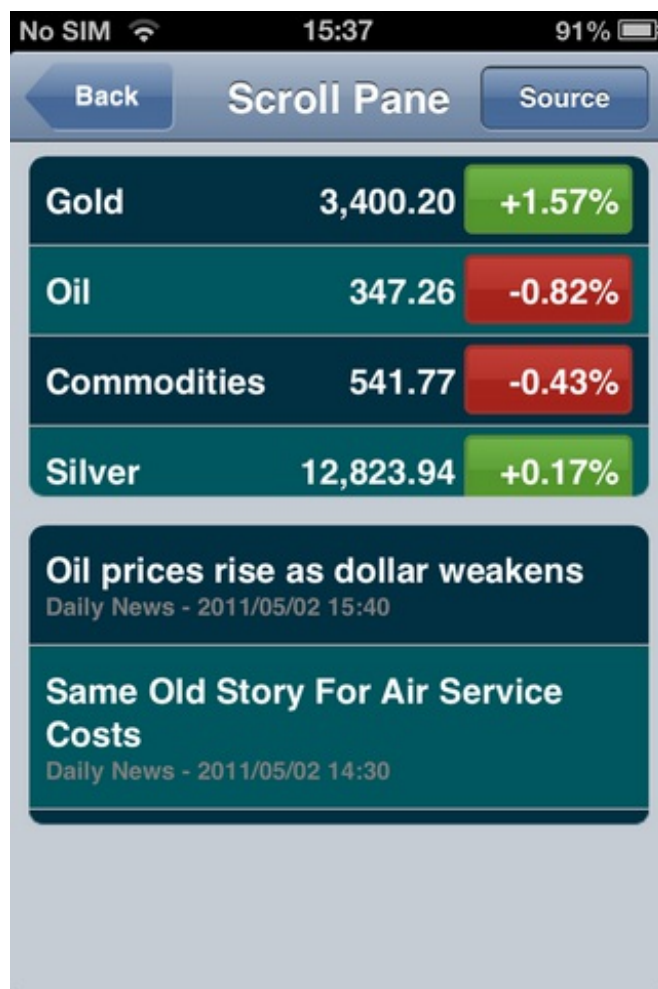 No SIM 15:37 91%
Back Scroll Pane Source
Gold 3,400.20 +1.57%
Oil 347.26 -0.82%
Commodities 541.77 -0.43%
Silver 12,823.94 +0.17%
Oil prices rise as dollar weakens
Daily News - 2011/05/02 15:40
Same Old Story For Air Service
Costs
Daily News - 2011/05/02 14:30